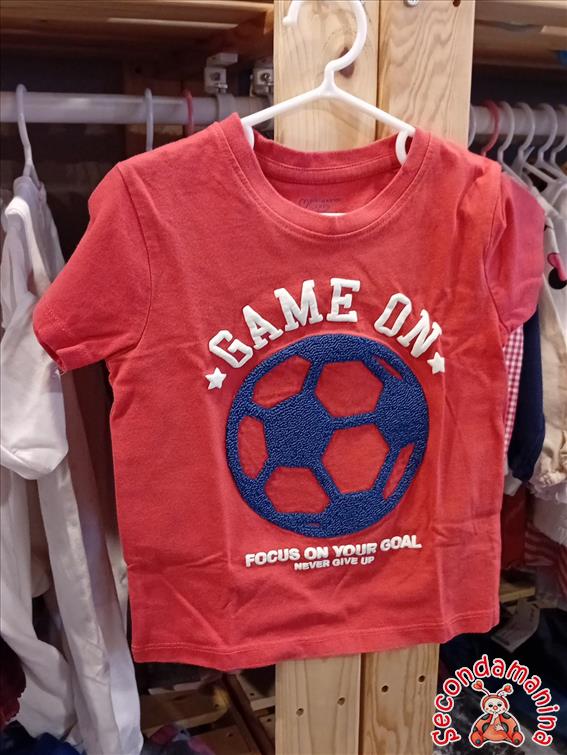 GAME ON
FOCUS ON YOUR GOAL
NEVER GIVE UP
Secondamanina